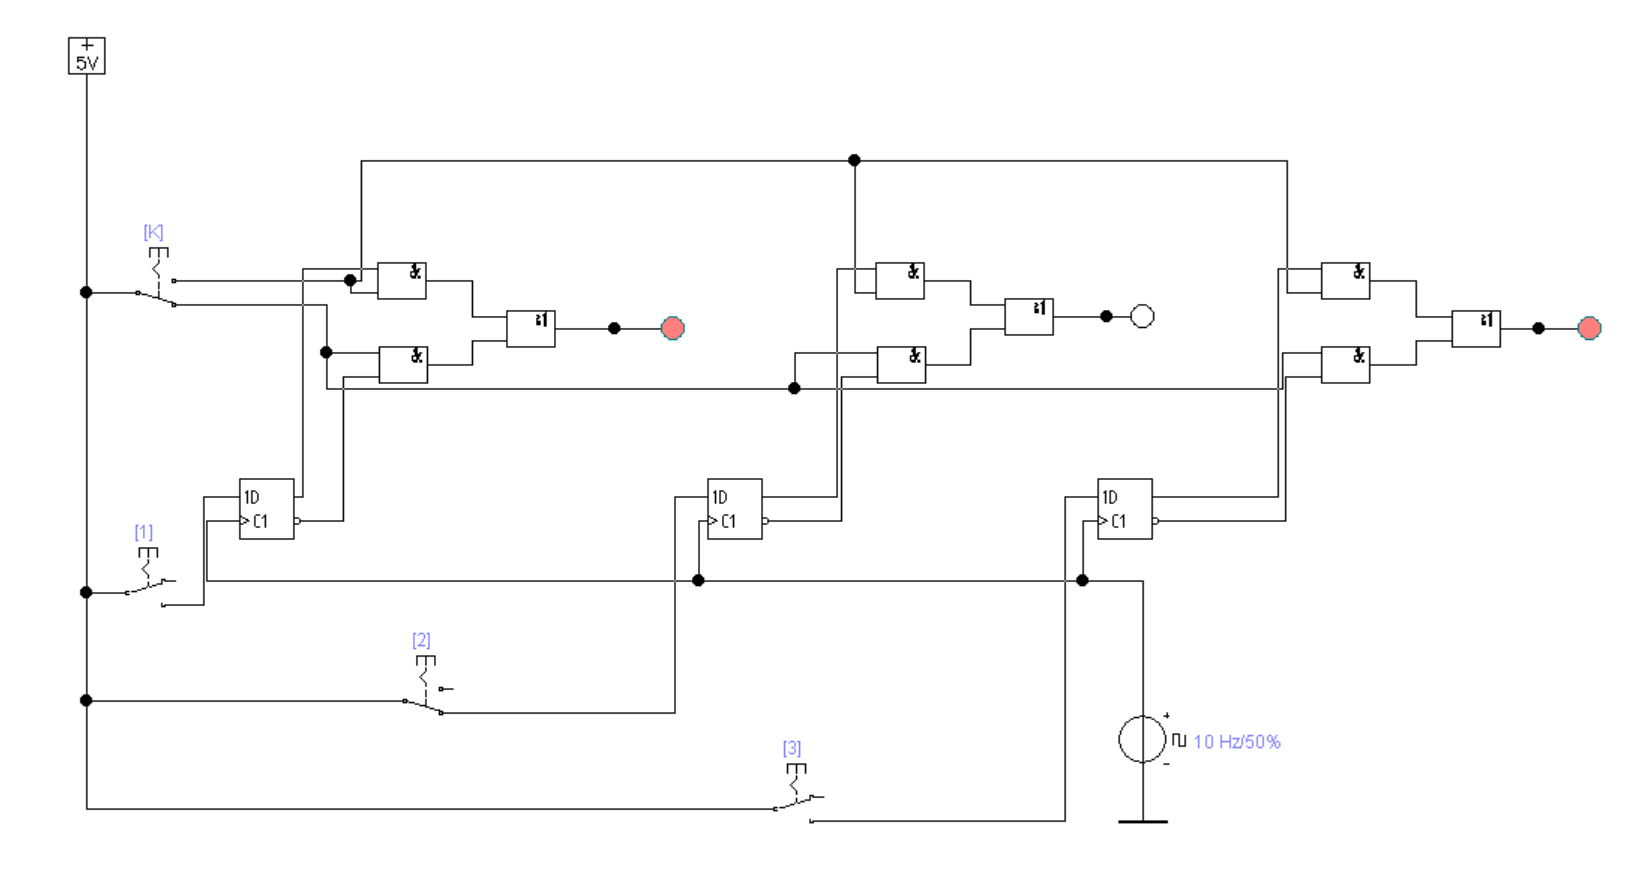 +
5V
[K]
&
&
&
≥1
≥1
≥1
&
&
&
1D
C1
1D
C1
1D
C1
[1]
[2]
+
10 Hz/50%
-
[3]